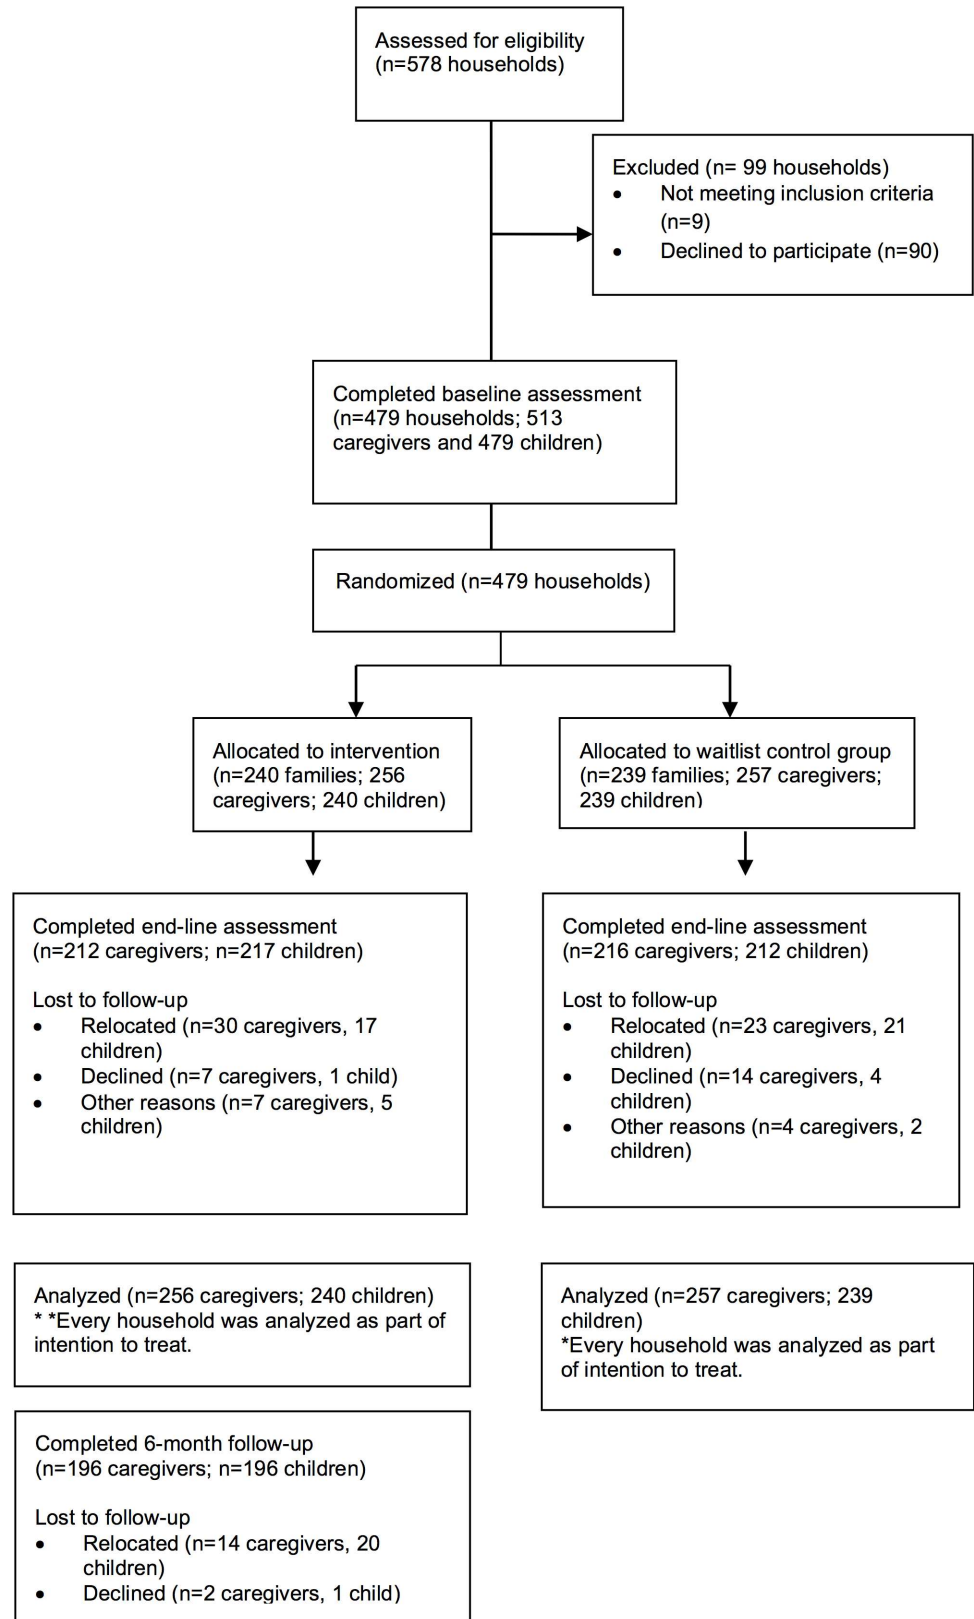 Assessed for eligibility
(n=578 households)
Excluded (n= 99 households)
• Not meeting inclusion criteria
(n=9)
• Declined to participate (n=90)
Completed baseline assessment
(n=479 households; 513
caregivers and 479 children)
Randomized (n=479 households)
Allocated to intervention
(n=240 families; 256
caregivers; 240 children)
Allocated to waitlist control group
(n=239 families; 257 caregivers;
239 children)
Completed end-line assessment
(n=212 caregivers; n=217 children)
Lost to follow-up
• Relocated (n=30 caregivers, 17
children)
• Declined (n=7 caregivers, 1 child)
• Other reasons (n=7 caregivers, 5
children)
Completed end-line assessment
(n=216 caregivers; 212 children)
Lost to follow-up
• Relocated (n=23 caregivers, 21
children)
• Declined (n=14 caregivers, 4
children)
• Other reasons (n=4 caregivers, 2
children)
Analyzed (n=256 caregivers; 240 children)
* *Every household was analyzed as part of
intention to treat.
Analyzed (n=257 caregivers; 239
children)
*Every household was analyzed as part
of intention to treat.
Completed 6-month follow-up
(n=196 caregivers; n=196 children)
Lost to follow-up
• Relocated (n=14 caregivers, 20
children)
• Declined (n=2 caregivers, 1 child)